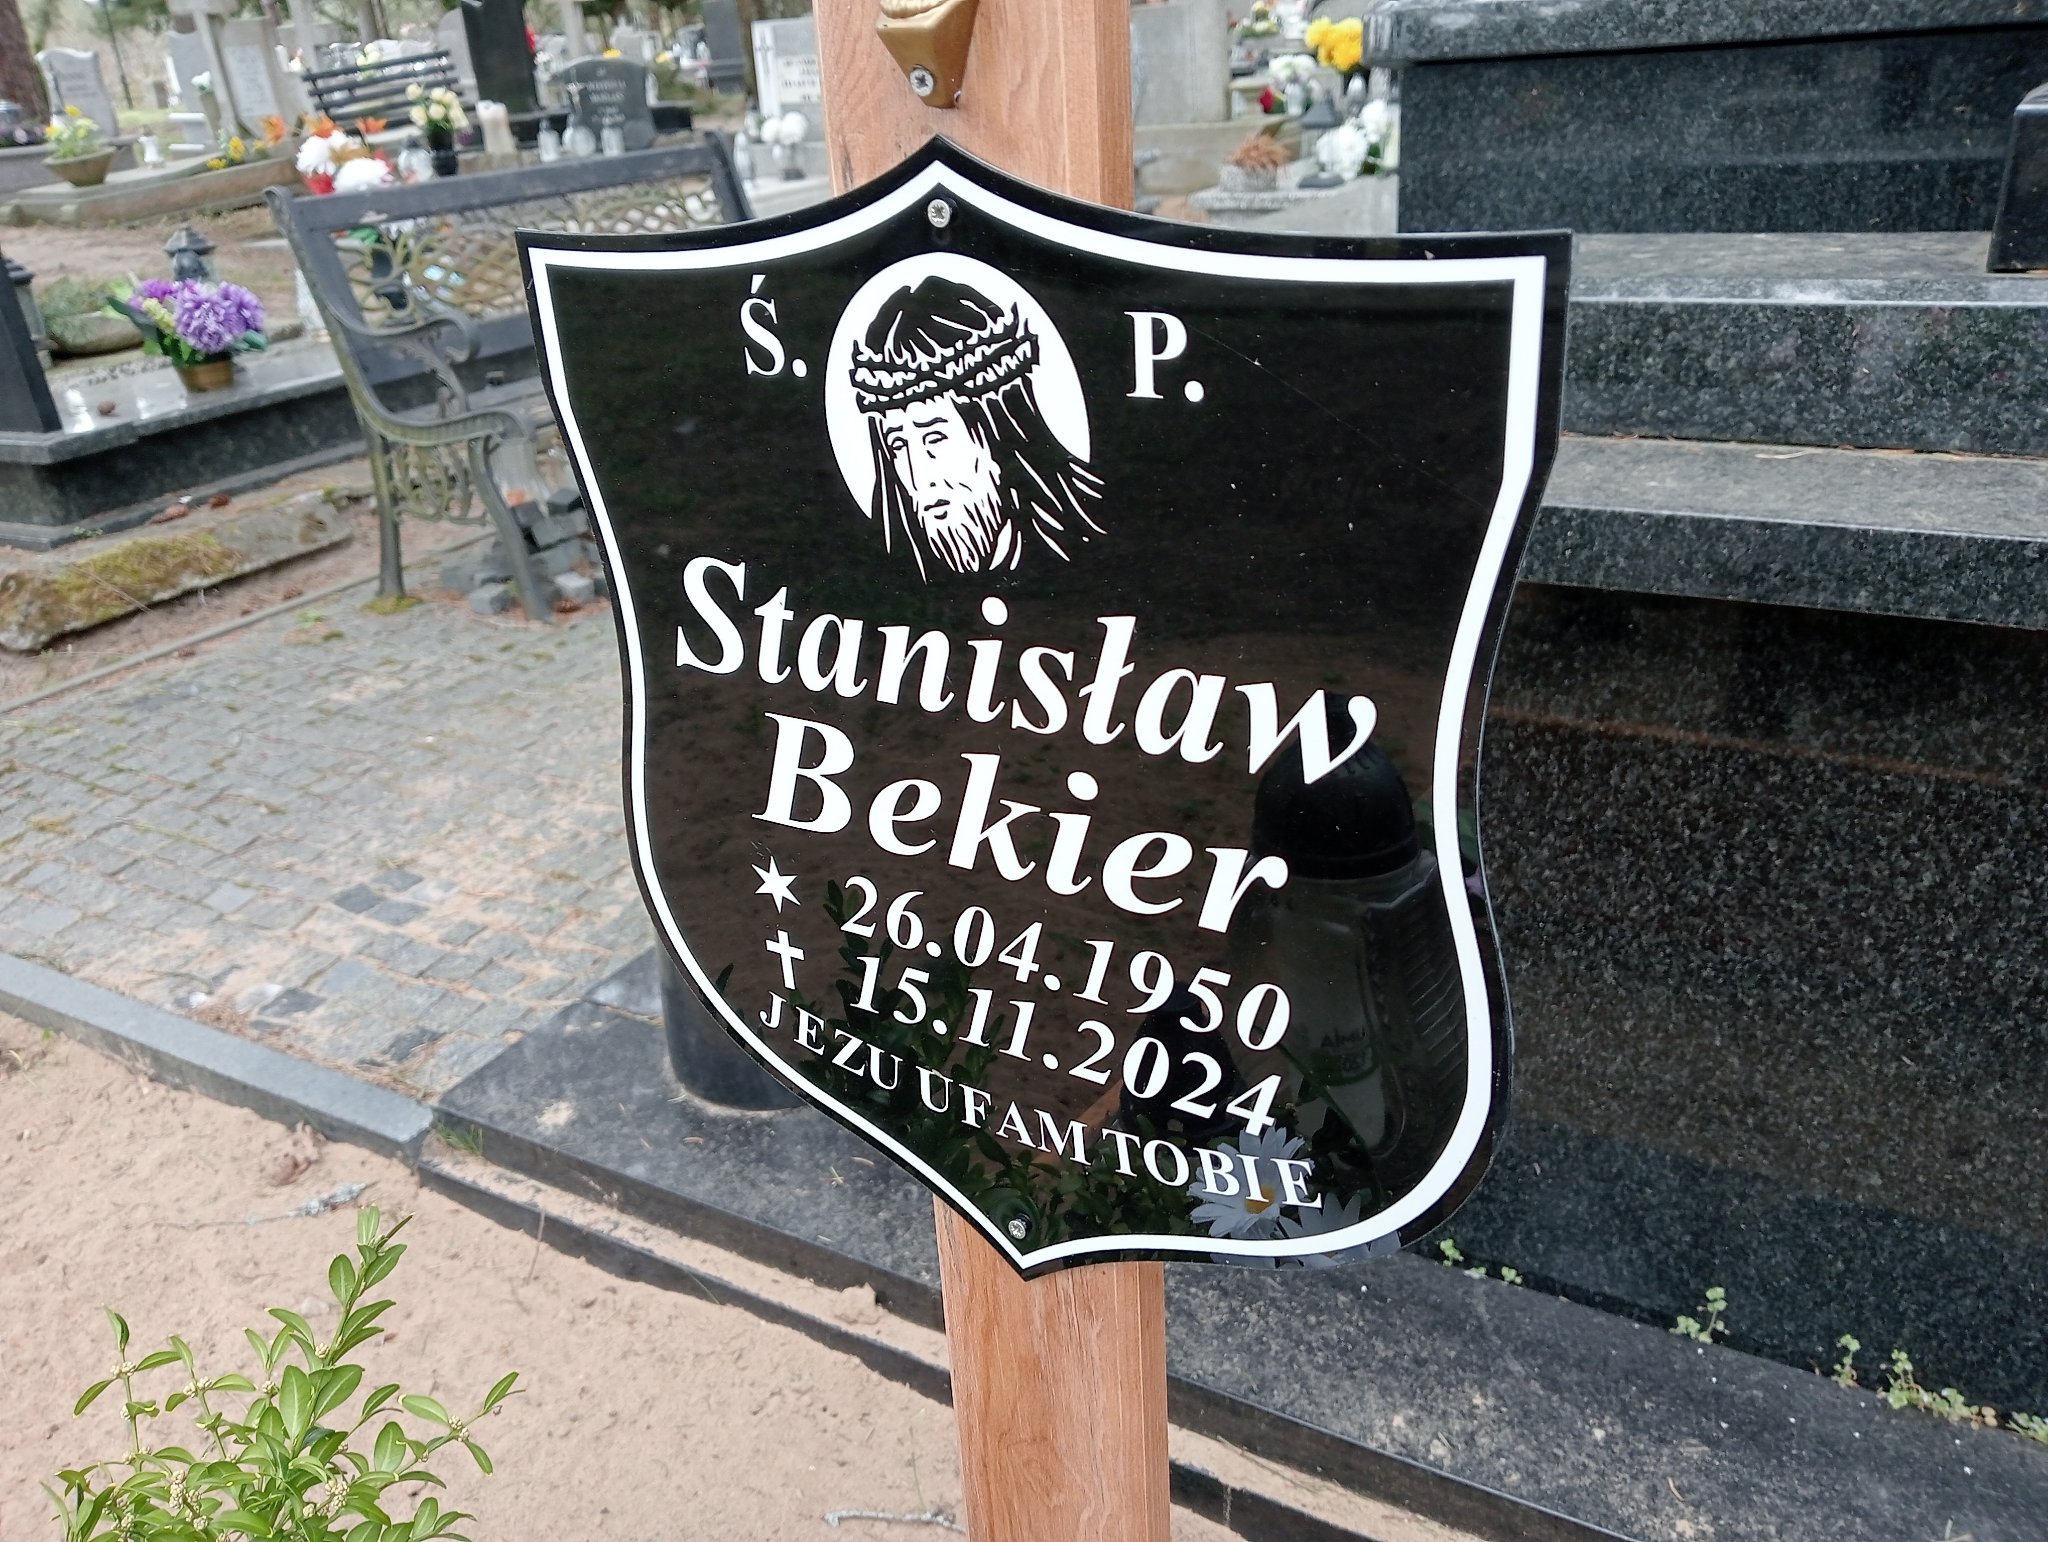 Ś. P.
Stanisław
Bekier
✶ 26.04.1950
✝ 15.11.2024
JEZU UFAM TOBIE